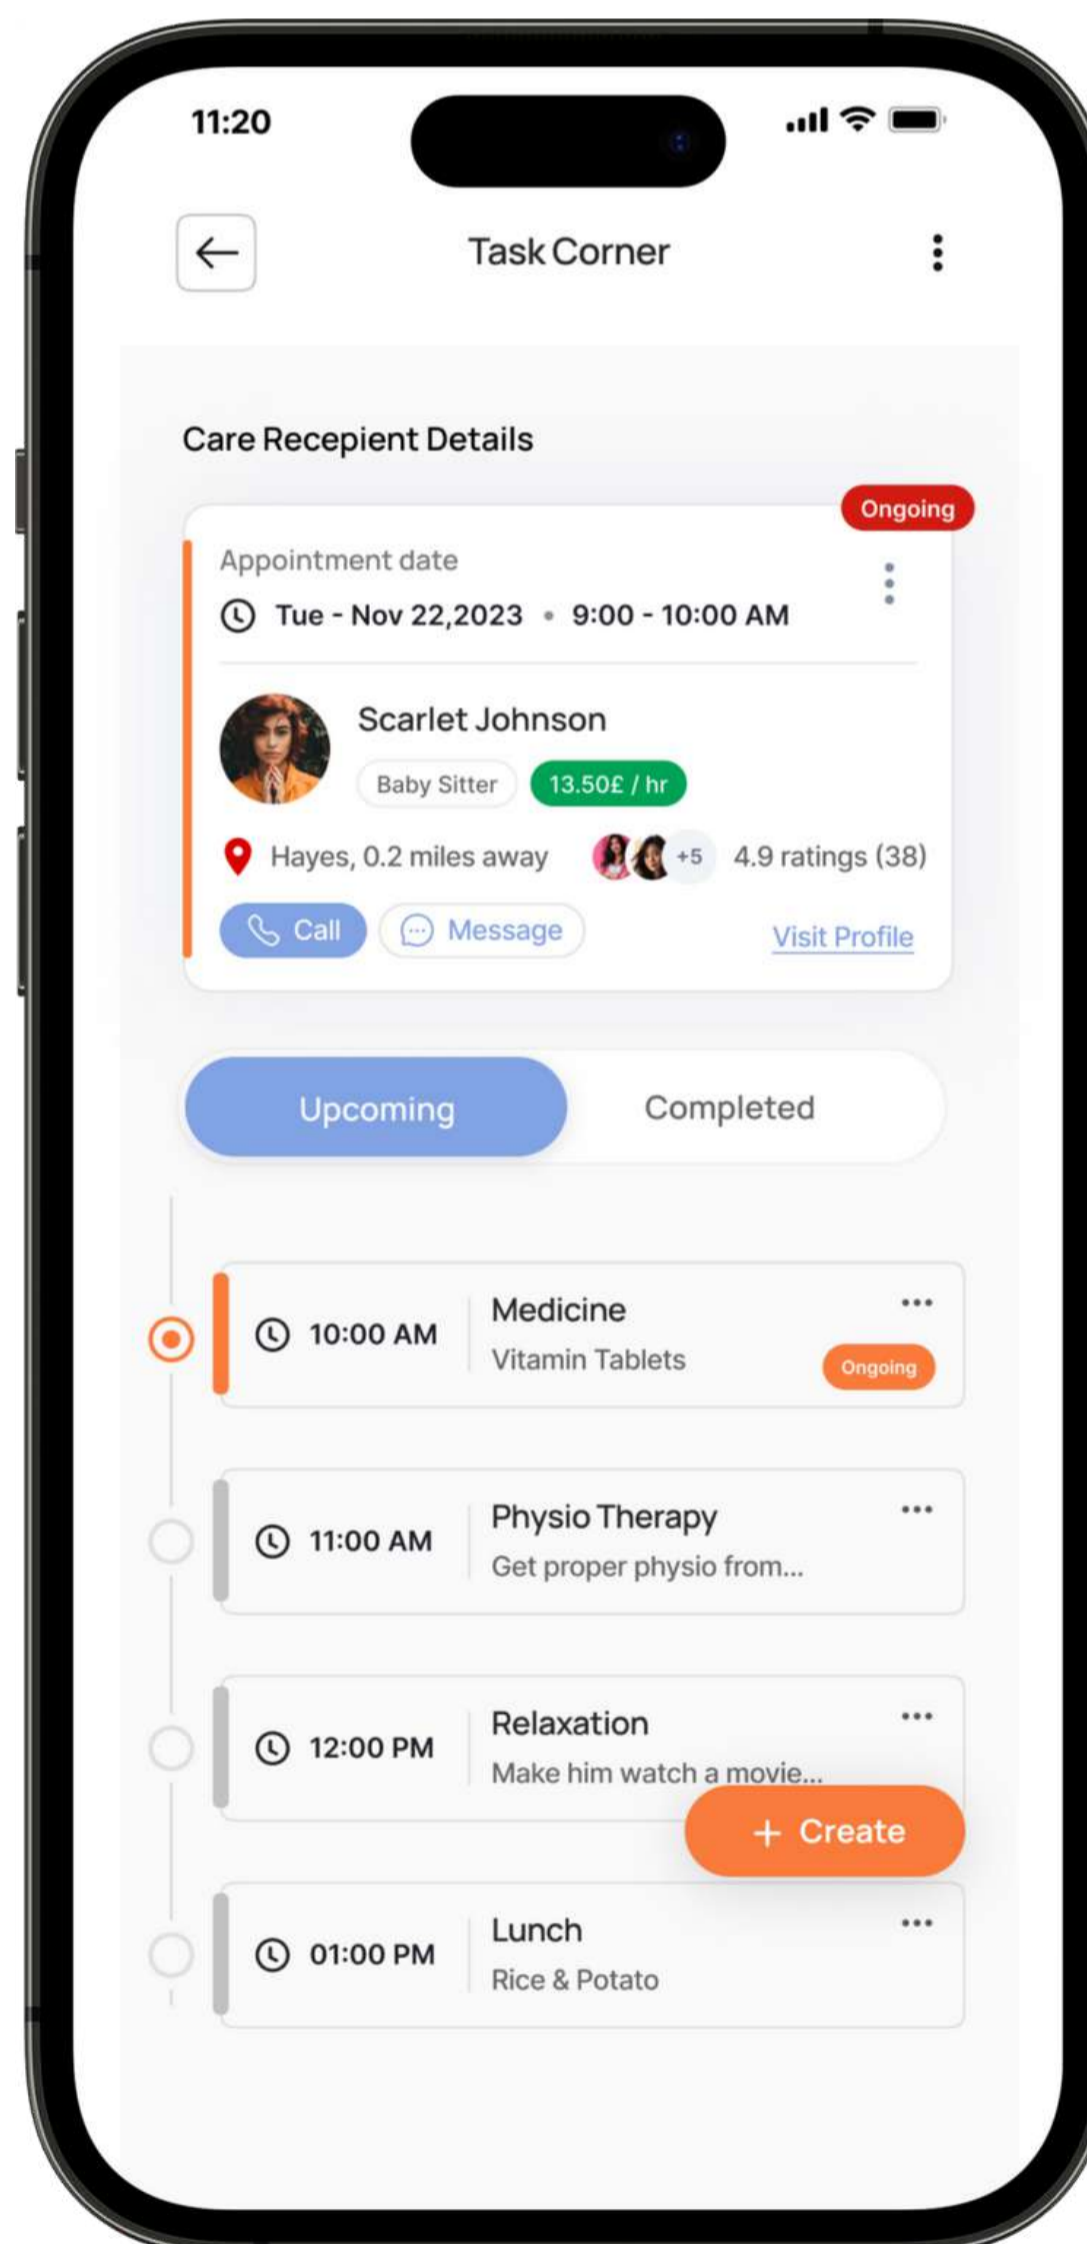 11:20
Task Corner
Care Recepient Details
Ongoing
Appointment date
Tue - Nov 22,2023 • 9:00 - 10:00 AM
Scarlet Johnson
Baby Sitter 13.50£ / hr
Hayes, 0.2 miles away +5 4.9 ratings (38)
Call Message Visit Profile
Upcoming Completed
10:00 AM Medicine
Vitamin Tablets Ongoing
11:00 AM Physio Therapy
Get proper physio from...
12:00 PM Relaxation
Make him watch a movie...
+ Create
01:00 PM Lunch
Rice & Potato